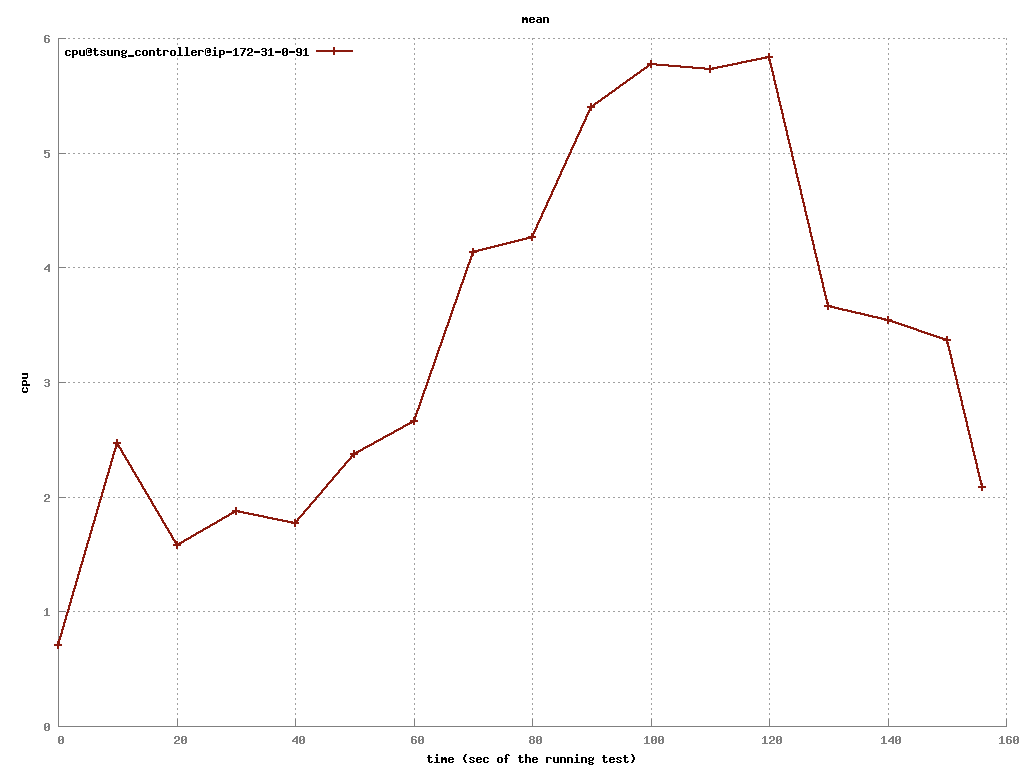 mean
cpu@tsung_controller@ip-172-31-0-91
6
5
4
3
2
1
0
cpu
0 20 40 60 80 100 120 140 160
time (sec of the running test)